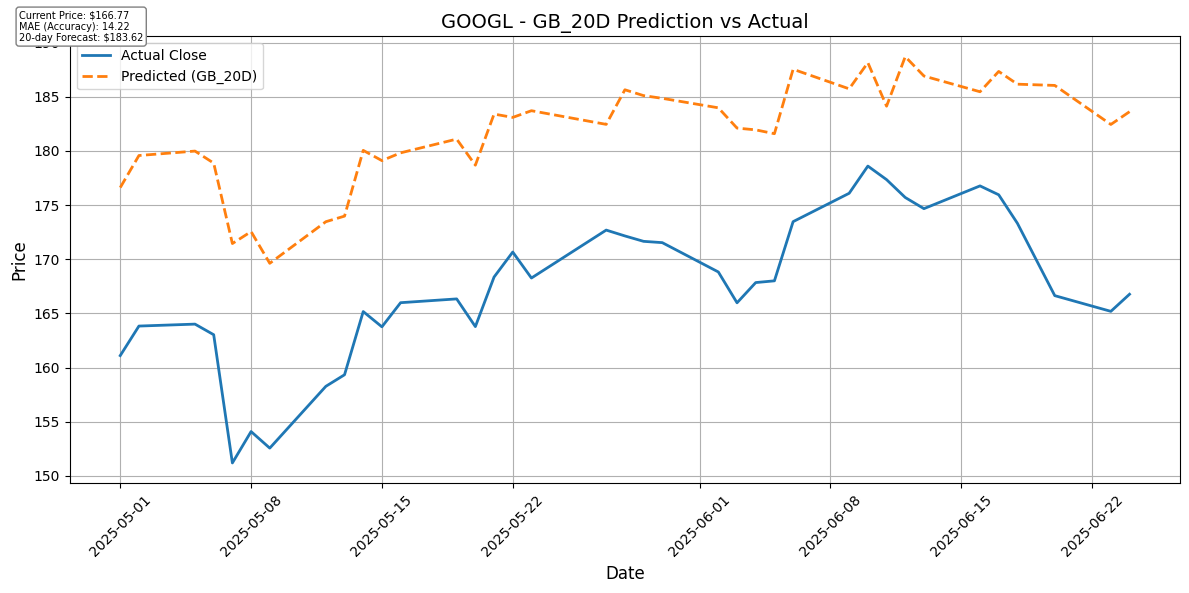 GOOGL - GB_20D Prediction vs Actual
Current Price: $166.77
MAE (Accuracy): 14.22
20-day Forecast: $183.62
Actual Close
Predicted (GB_20D)
185
180
175
170
165
160
155
150
Price
2025-05-01
2025-05-08
2025-05-15
2025-05-22
2025-06-01
2025-06-08
2025-06-15
2025-06-22
Date